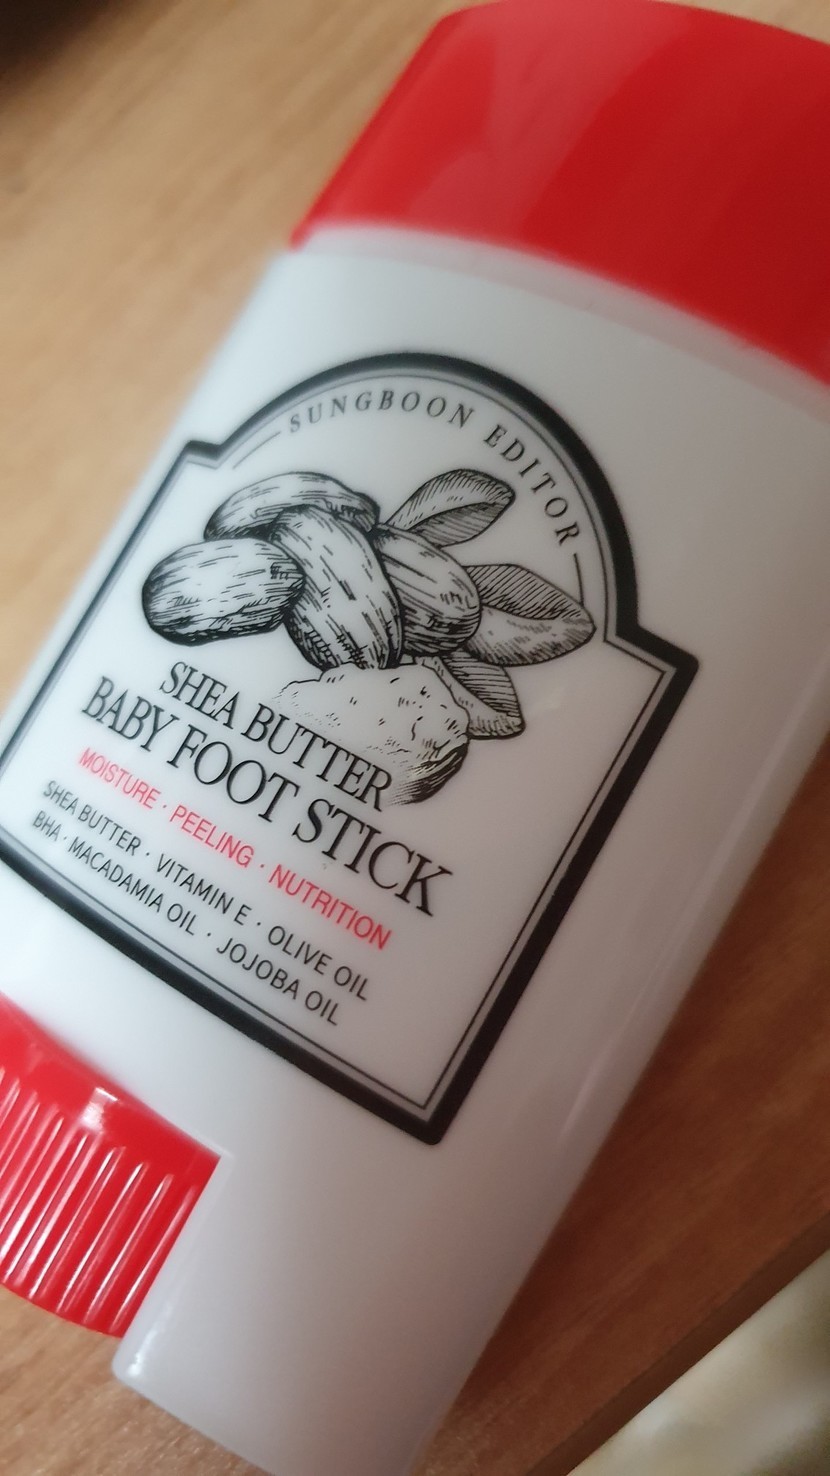 SUNGBOON EDITOR
SHEA BUTTER
BABY FOOT STICK
MOISTURE · PEELING · NUTRITION
SHEA BUTTER · VITAMIN E · OLIVE OIL
BHA · MACADAMIA OIL · JOJOBA OIL